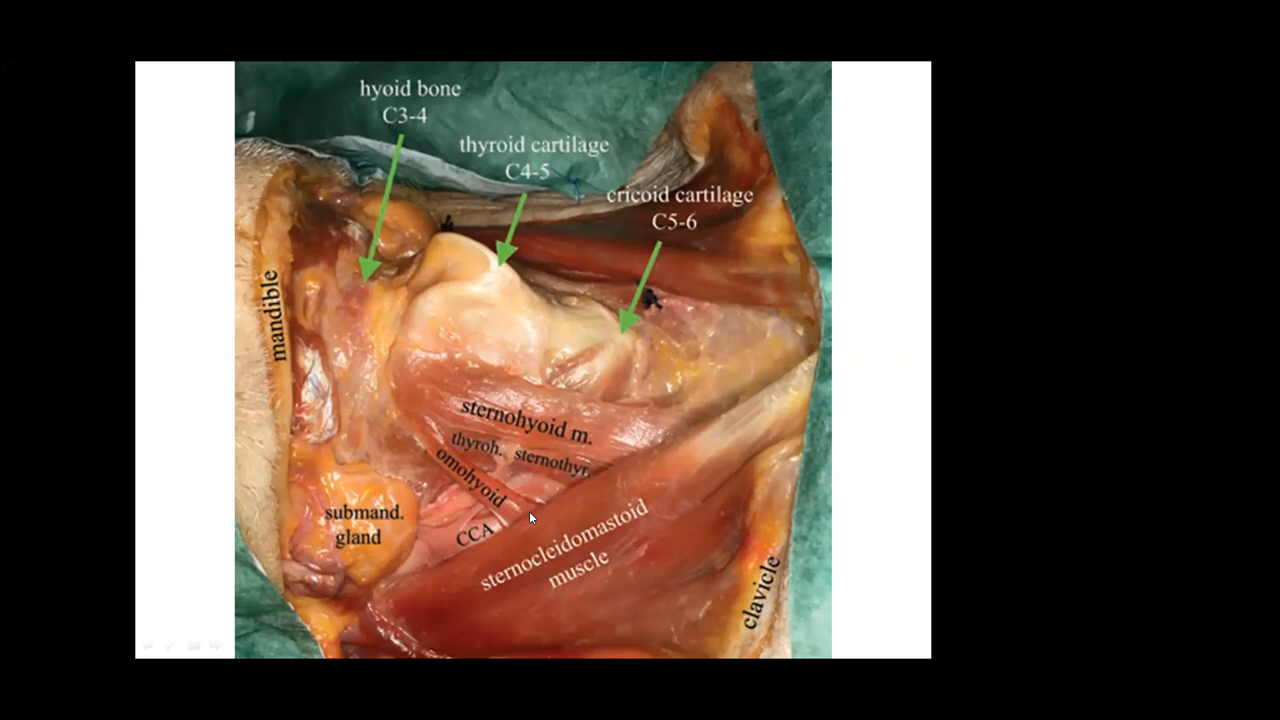 hyoid bone
C3-4
thyroid cartilage
C4-5
cricoid cartilage
C5-6
mandible
sternohyoid m.
thyroh. sternothyr.
omohyoid
submand.
gland
CCA
sternocleidomastoid
muscle
clavicle